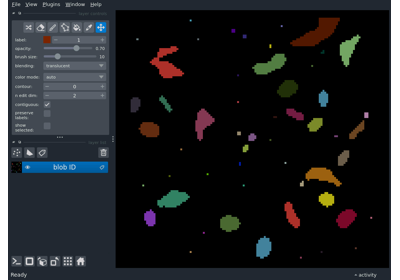 File View Plugins Window Help
label: 1
opacity: 0.70
brush size: 10
blending: translucent
color mode: auto
contour: 0
n edit dim: 2
contiguous:
preserve
labels:
show
selected:
blob ID
Ready
activity